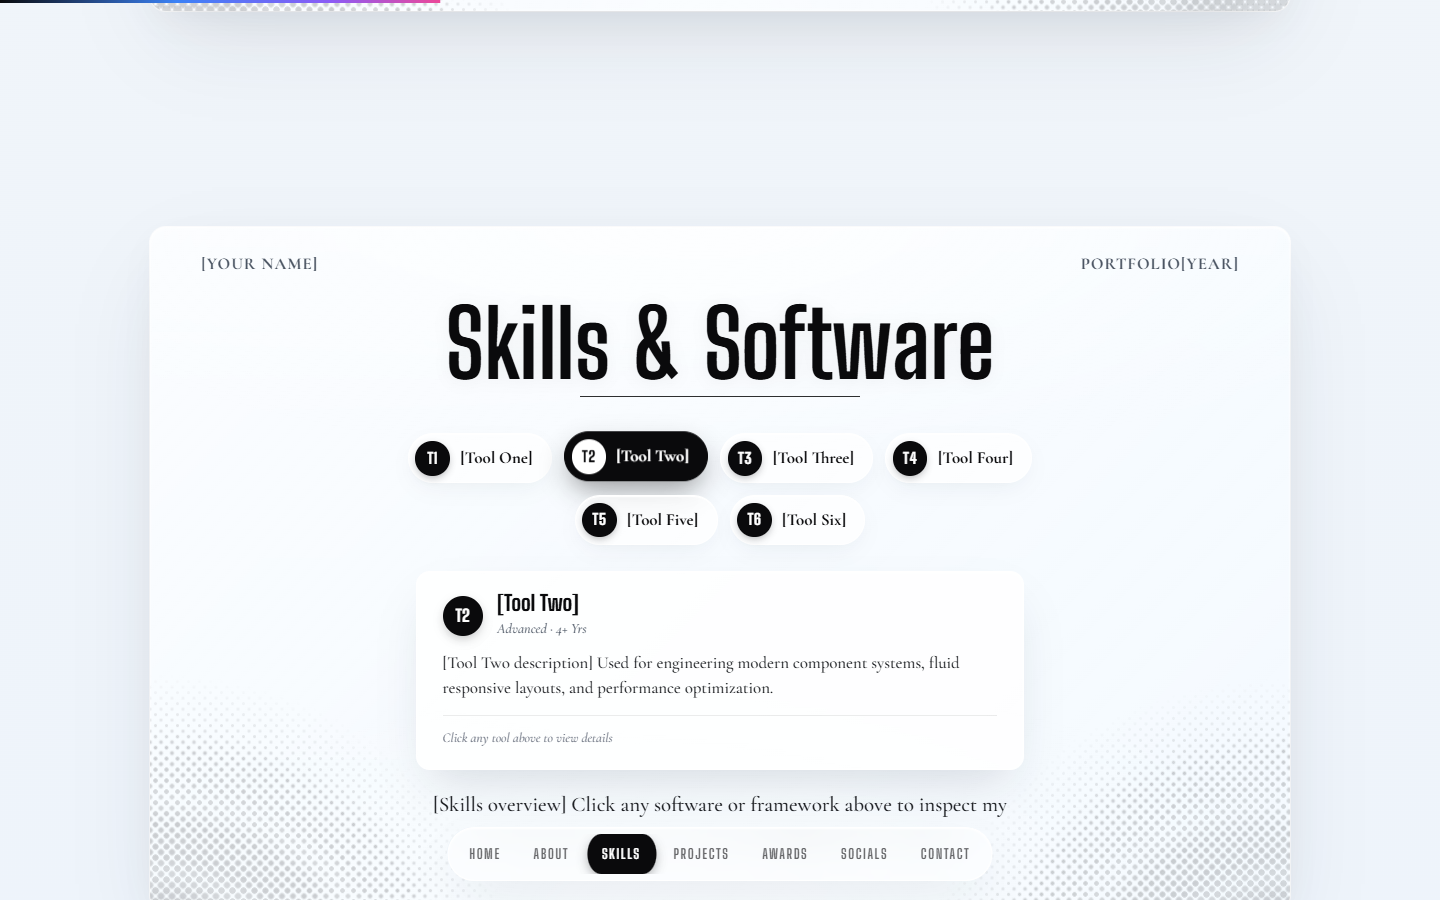 [YOUR NAME]
PORTFOLIO[YEAR]
Skills & Software
T1 [Tool One]
T2 [Tool Two]
T3 [Tool Three]
T4 [Tool Four]
T5 [Tool Five]
T6 [Tool Six]
T2
[Tool Two]
Advanced · 4+ Yrs
[Tool Two description] Used for engineering modern component systems, fluid
responsive layouts, and performance optimization.
Click any tool above to view details
[Skills overview] Click any software or framework above to inspect my
HOME ABOUT SKILLS PROJECTS AWARDS SOCIALS CONTACT